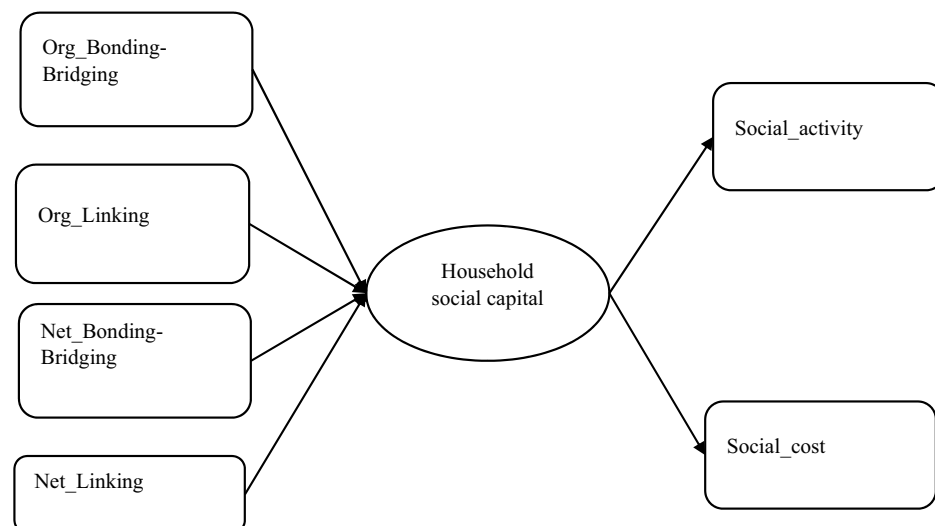 Org_Bonding-
Bridging
Org_Linking
Net_Bonding-
Bridging
Net_Linking
Household
social capital
Social_activity
Social_cost